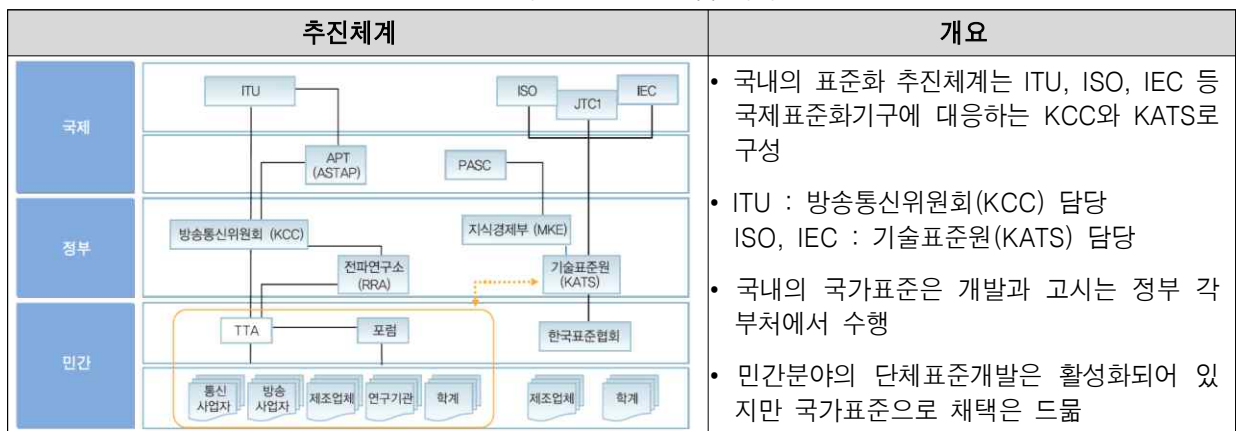 추진체계
개요
국제
ITU
ISO
JTC1
IEC
APT
(ASTAP)
PASC
정부
방송통신위원회 (KCC)
지식경제부 (MKE)
전파연구소
(RRA)
기술표준원
(KATS)
민간
TTA
포럼
한국표준협회
통신
사업자
방송
사업자
제조업체
연구기관
학계
제조업체
학계
• 국내의 표준화 추진체계는 ITU, ISO, IEC 등
국제표준화기구에 대응하는 KCC와 KATS로
구성
• ITU : 방송통신위원회(KCC) 담당
ISO, IEC : 기술표준원(KATS) 담당
• 국내의 국가표준은 개발과 고시는 정부 각
부처에서 수행
• 민간분야의 단체표준개발은 활성화되어 있
지만 국가표준으로 채택은 드묾